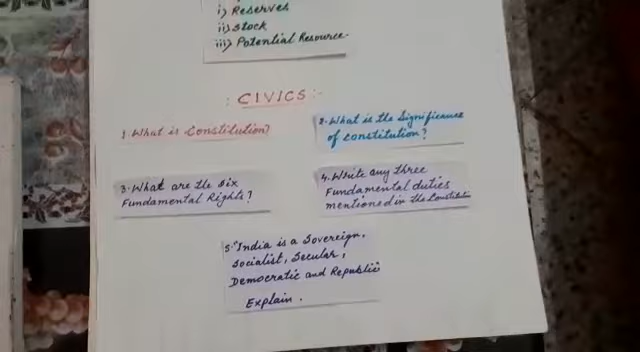 i) Reserves
ii) Stock
iii) Potential Resource
: CIVICS :-
1. What is Constitution?
2. What is the Significance
of constitution?
3. What are the Six
Fundamental Rights?
4. Write any three
Fundamental duties
mentioned in the Constitution
5. "India is a Sovereign,
Socialist, Secular,
Democratic and Republic
Explain.